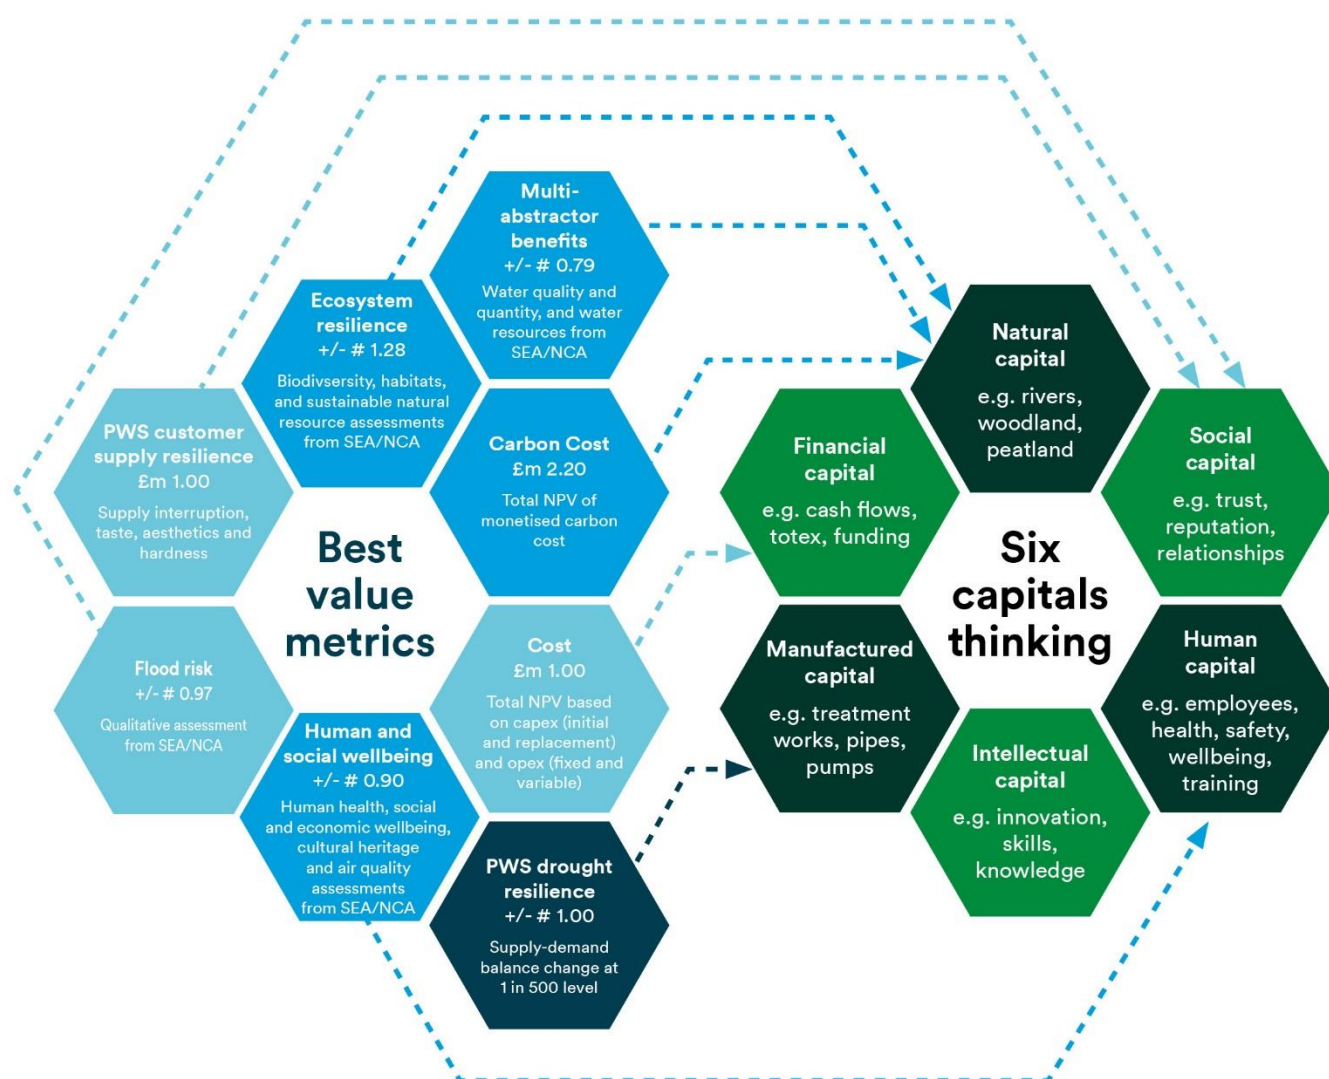 Multi-
abstractor
benefits
+/- # 0.79
Water quality and
quantity, and water
resources from
SEA/NCA
Ecosystem
resilience
+/- # 1.28
Biodivsersity, habitats,
and sustainable natural
resource assessments
from SEA/NCA
PWS customer
supply resilience
£m 1.00
Supply interruption,
taste, aesthetics and
hardness
Carbon Cost
£m 2.20
Total NPV of
monetised carbon
cost
Best
value
metrics
Flood risk
+/- # 0.97
Qualitative assessment
from SEA/NCA
Cost
£m 1.00
Total NPV based
on capex (initial
and replacement)
and opex (fixed and
variable)
Human and
social wellbeing
+/- # 0.90
Human health, social
and economic wellbeing,
cultural heritage
and air quality
assessments
from SEA/NCA
PWS drought
resilience
+/- # 1.00
Supply-demand
balance change at
1 in 500 level
Natural
capital
e.g. rivers,
woodland,
peatland
Financial
capital
e.g. cash flows,
totex, funding
Social
capital
e.g. trust,
reputation,
relationships
Six
capitals
thinking
Manufactured
capital
e.g. treatment
works, pipes,
pumps
Human
capital
e.g. employees,
health, safety,
wellbeing,
training
Intellectual
capital
e.g. innovation,
skills,
knowledge